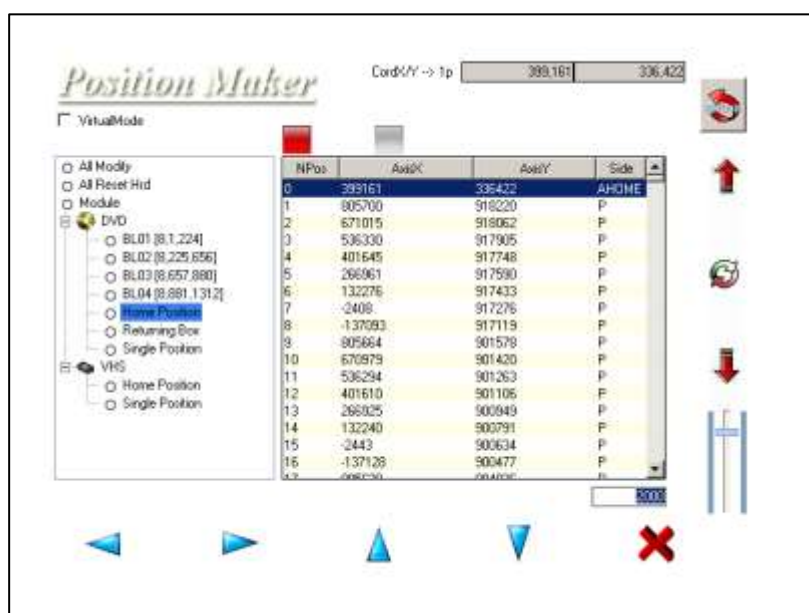 Position Maker
CordX/Y --> 1p 399,161 336,422
VirtualMode
All Modify
All Reset Hrd
Module
DVD
BL01 [8,1,224]
BL02 [8,225,656]
BL03 [8,657,880]
BL04 [8,881,1312]
Home Position
Returning Box
Single Position
VHS
Home Position
Single Position
NPos AxisX AxisY Side
0 399161 336422 AHOME
1 805700 918220 P
2 671015 918062 P
3 536330 917905 P
4 401645 917748 P
5 266961 917590 P
6 132276 917433 P
7 -2408 917276 P
8 -137093 917119 P
9 805664 901578 P
10 670979 901420 P
11 536294 901263 P
12 401610 901106 P
13 266925 900949 P
14 132240 900791 P
15 -2443 900634 P
16 -137128 900477 P
2000